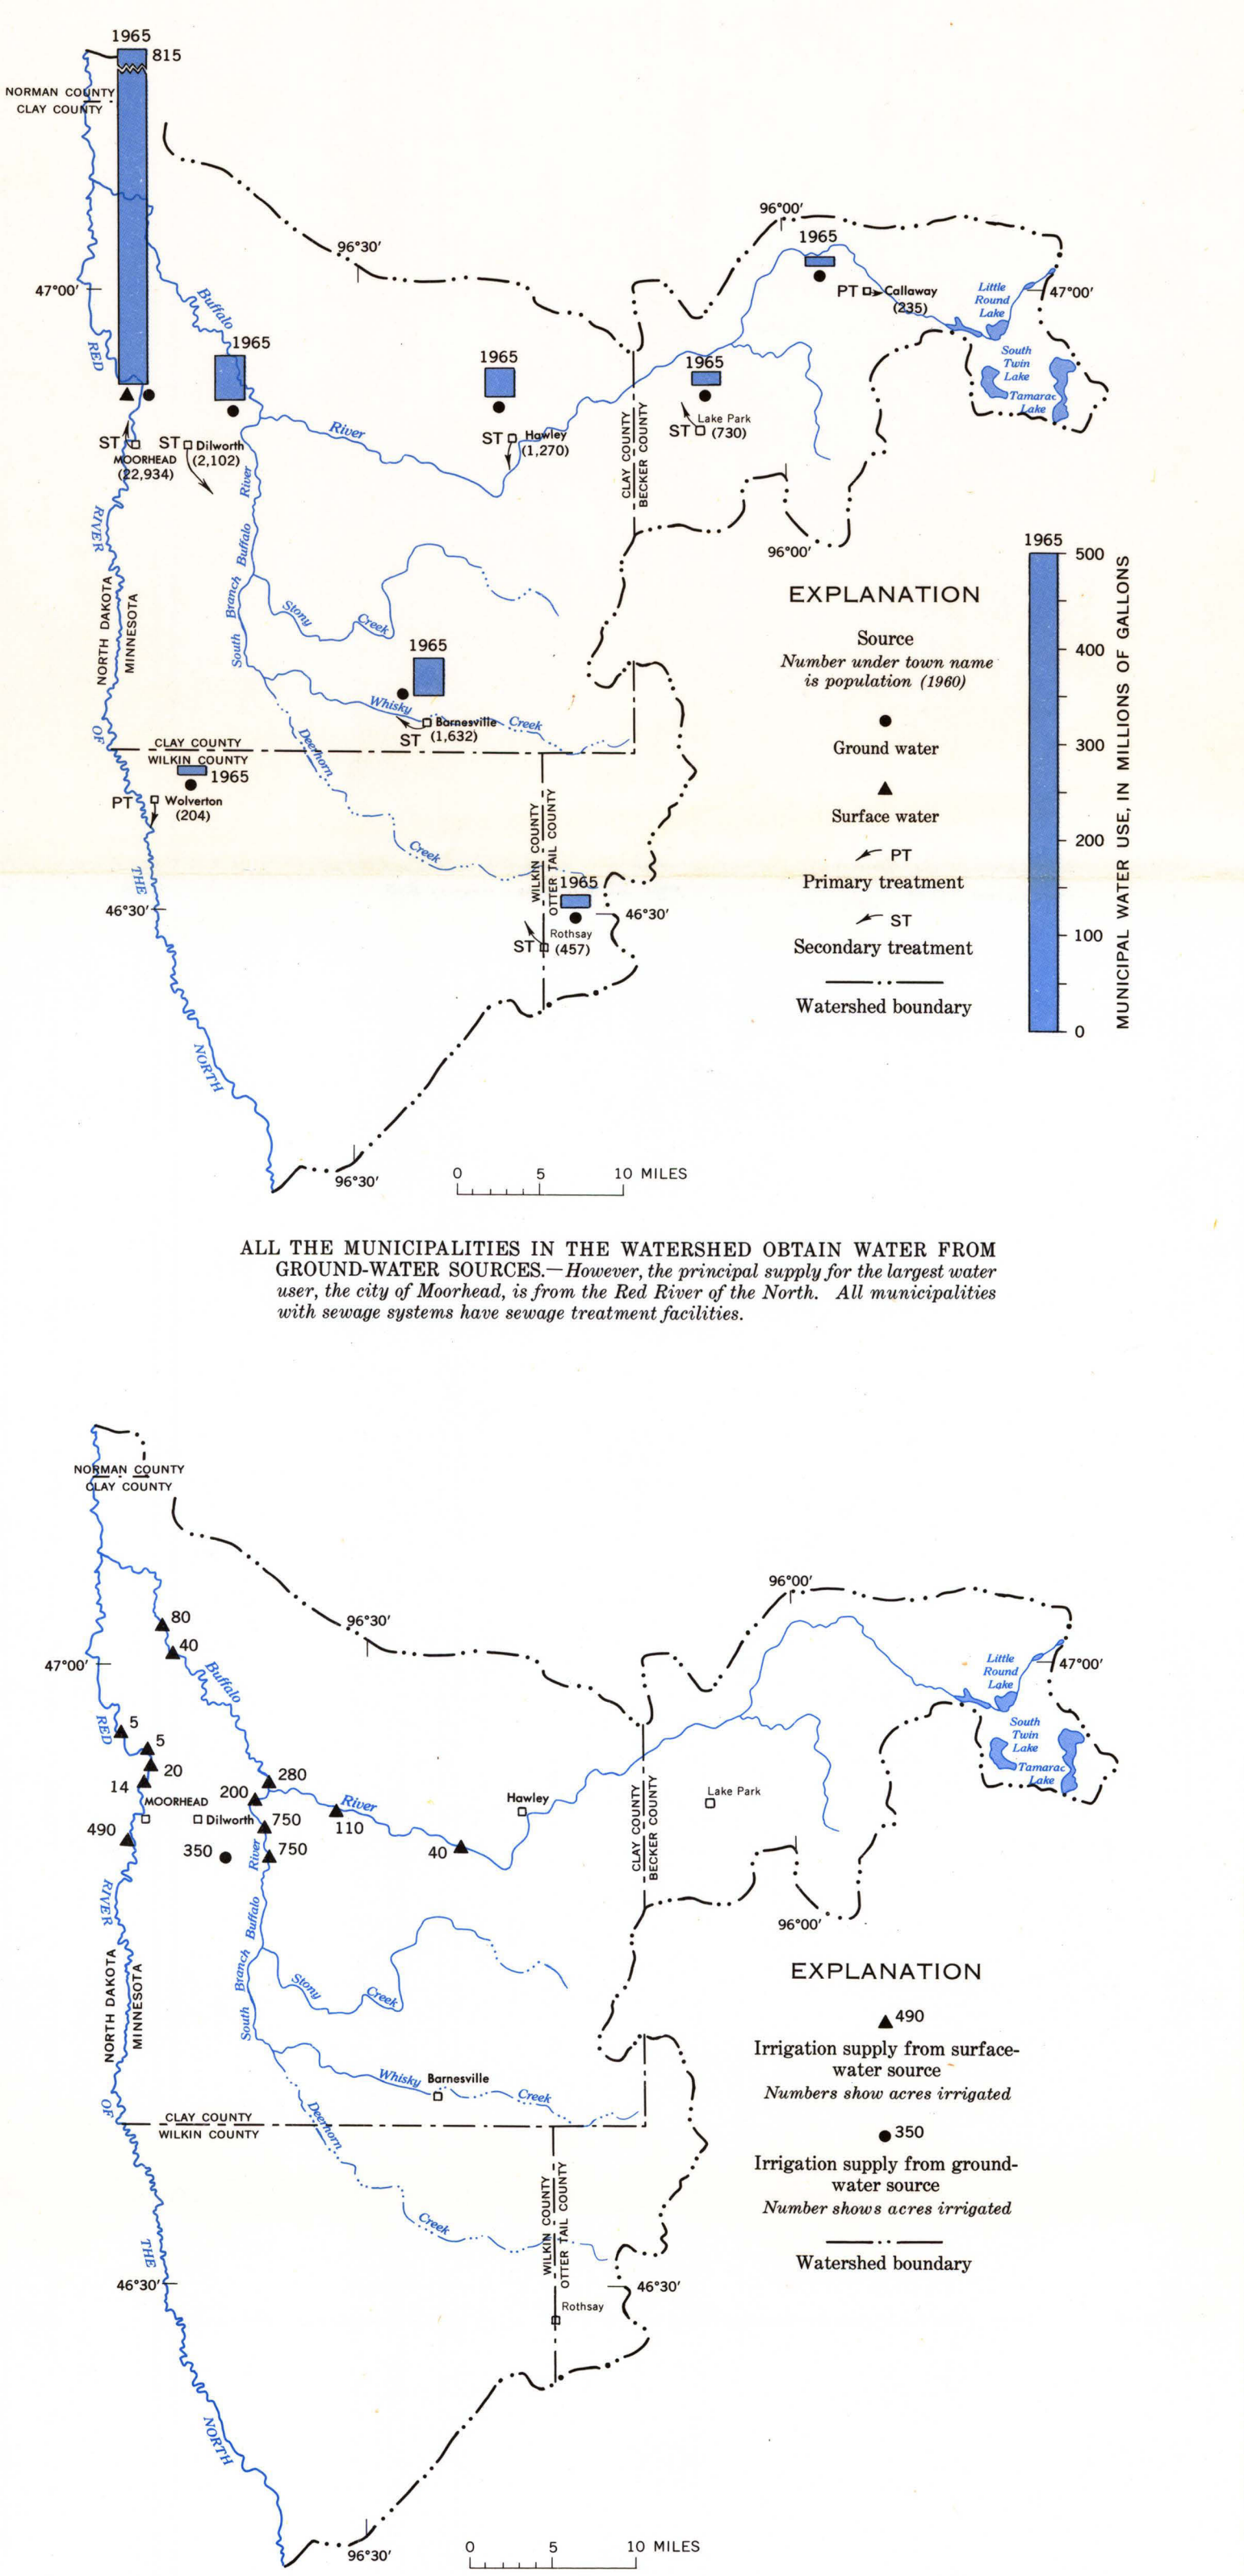 1965
815
NORMAN COUNTY
CLAY COUNTY
96°00'
1965
96°30'
47°00'
Buffalo
PT
Callaway
(235)
Little
Round
Lake
47°00'
RED
1965
1965
1965
South
Twin
Lake
Tamarac
Lake
River
ST
MOORHEAD
(22,934)
ST
Dilworth
(2,102)
ST
Hawley
(1,270)
Lake Park
ST
(730)
CLAY COUNTY
BECKER COUNTY
RIVER
South Branch Buffalo River
96°00'
NORTH DAKOTA
MINNESOTA
Stony
Creek
1965
Whisky
Barnesville
Creek
ST
(1,632)
OF
CLAY COUNTY
WILKIN COUNTY
Deerhorn
1965
PT
Wolverton
(204)
Creek
WILKIN COUNTY
OTTER TAIL COUNTY
THE
1965
46°30'
46°30'
Rothsay
ST
(457)
NORTH
96°30'
0 5 10 MILES
EXPLANATION
Source
Number under town name
is population (1960)
Ground water
Surface water
PT
Primary treatment
ST
Secondary treatment
Watershed boundary
1965
500
400
300
200
100
0
MUNICIPAL WATER USE, IN MILLIONS OF GALLONS
ALL THE MUNICIPALITIES IN THE WATERSHED OBTAIN WATER FROM
GROUND-WATER SOURCES.—However, the principal supply for the largest water
user, the city of Moorhead, is from the Red River of the North. All municipalities
with sewage systems have sewage treatment facilities.
NORMAN COUNTY
CLAY COUNTY
96°00'
80
96°30'
40
47°00'
Buffalo
Little
Round
Lake
47°00'
RED
5
5
20
14
South
Twin
Lake
Tamarac
Lake
280
200
River
110
MOORHEAD
Dilworth
750
490
350
750
40
Hawley
Lake Park
CLAY COUNTY
BECKER COUNTY
RIVER
South Branch Buffalo River
96°00'
NORTH DAKOTA
MINNESOTA
Stony
Creek
Whisky
Barnesville
Creek
OF
CLAY COUNTY
WILKIN COUNTY
Deerhorn
Creek
WILKIN COUNTY
OTTER TAIL COUNTY
THE
46°30'
46°30'
Rothsay
NORTH
96°30'
0 5 10 MILES
EXPLANATION
490
Irrigation supply from surface-
water source
Numbers show acres irrigated
350
Irrigation supply from ground-
water source
Number shows acres irrigated
Watershed boundary